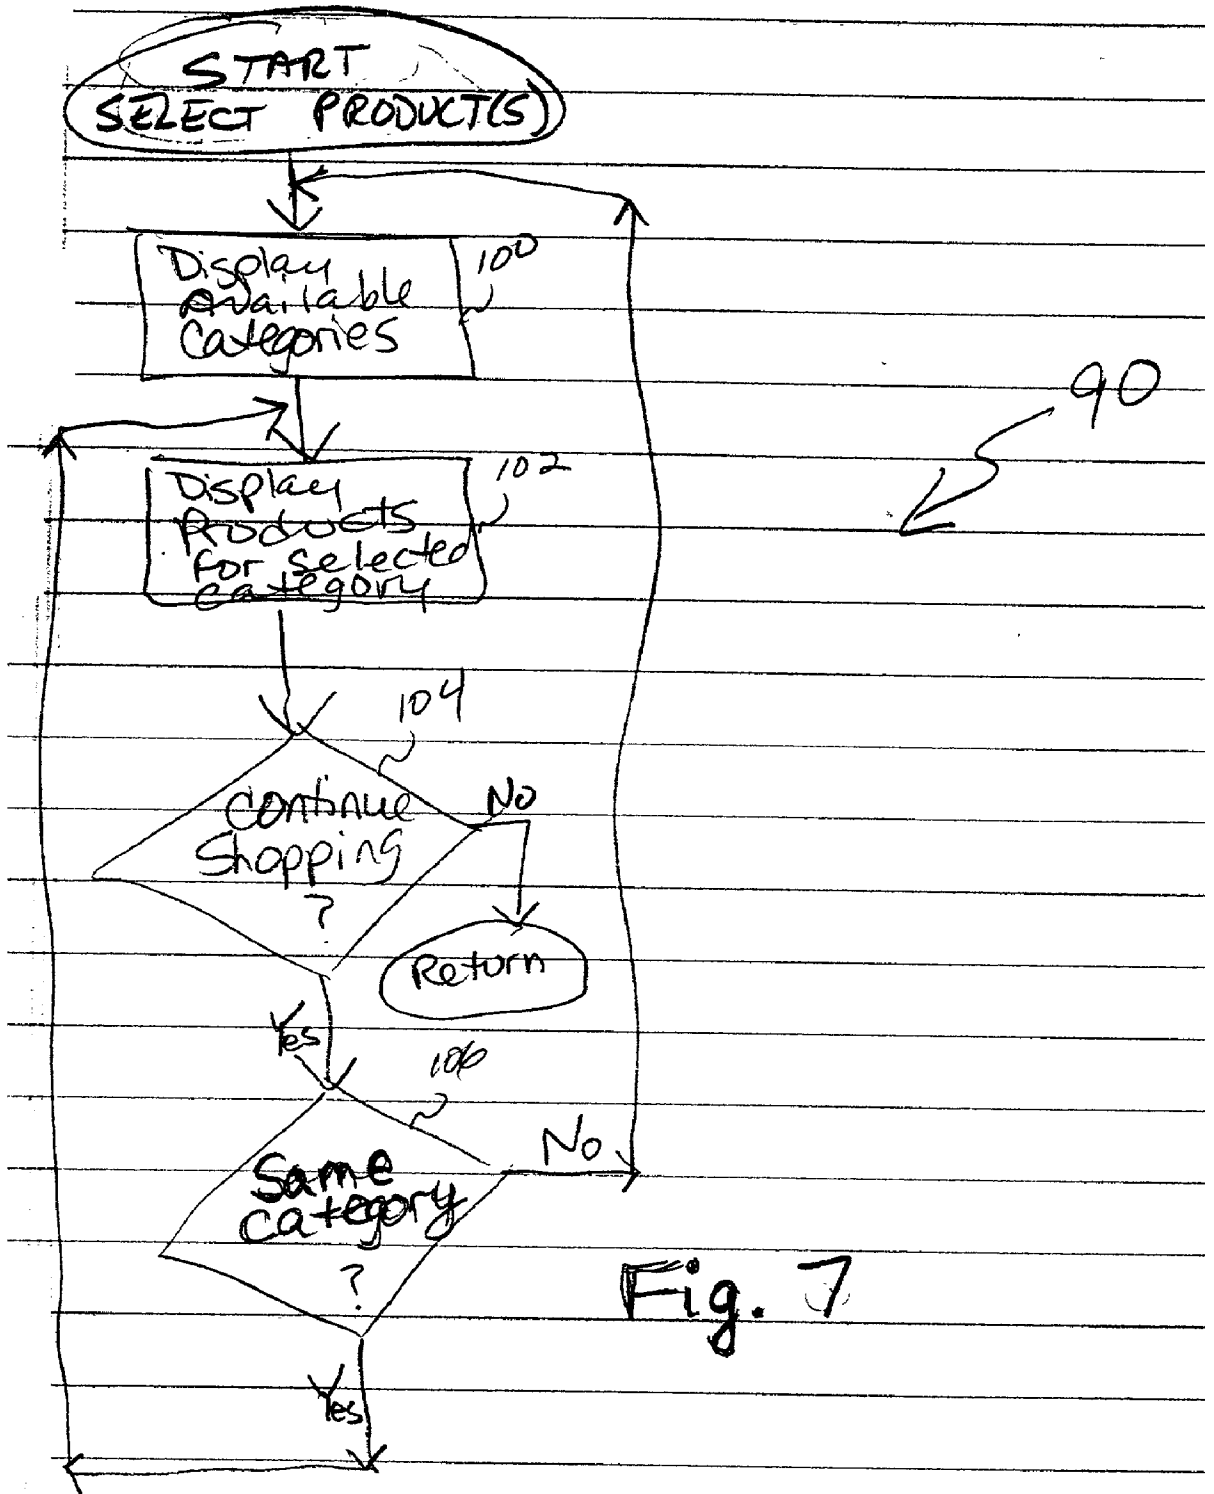 START
SELECT PRODUCT(S)
Display
Available
Categories
100
90
Display
Products
for selected
category
102
104
Continue
Shopping
?
No
Return
Yes
106
Same
category
?
No
Fig. 7
Yes